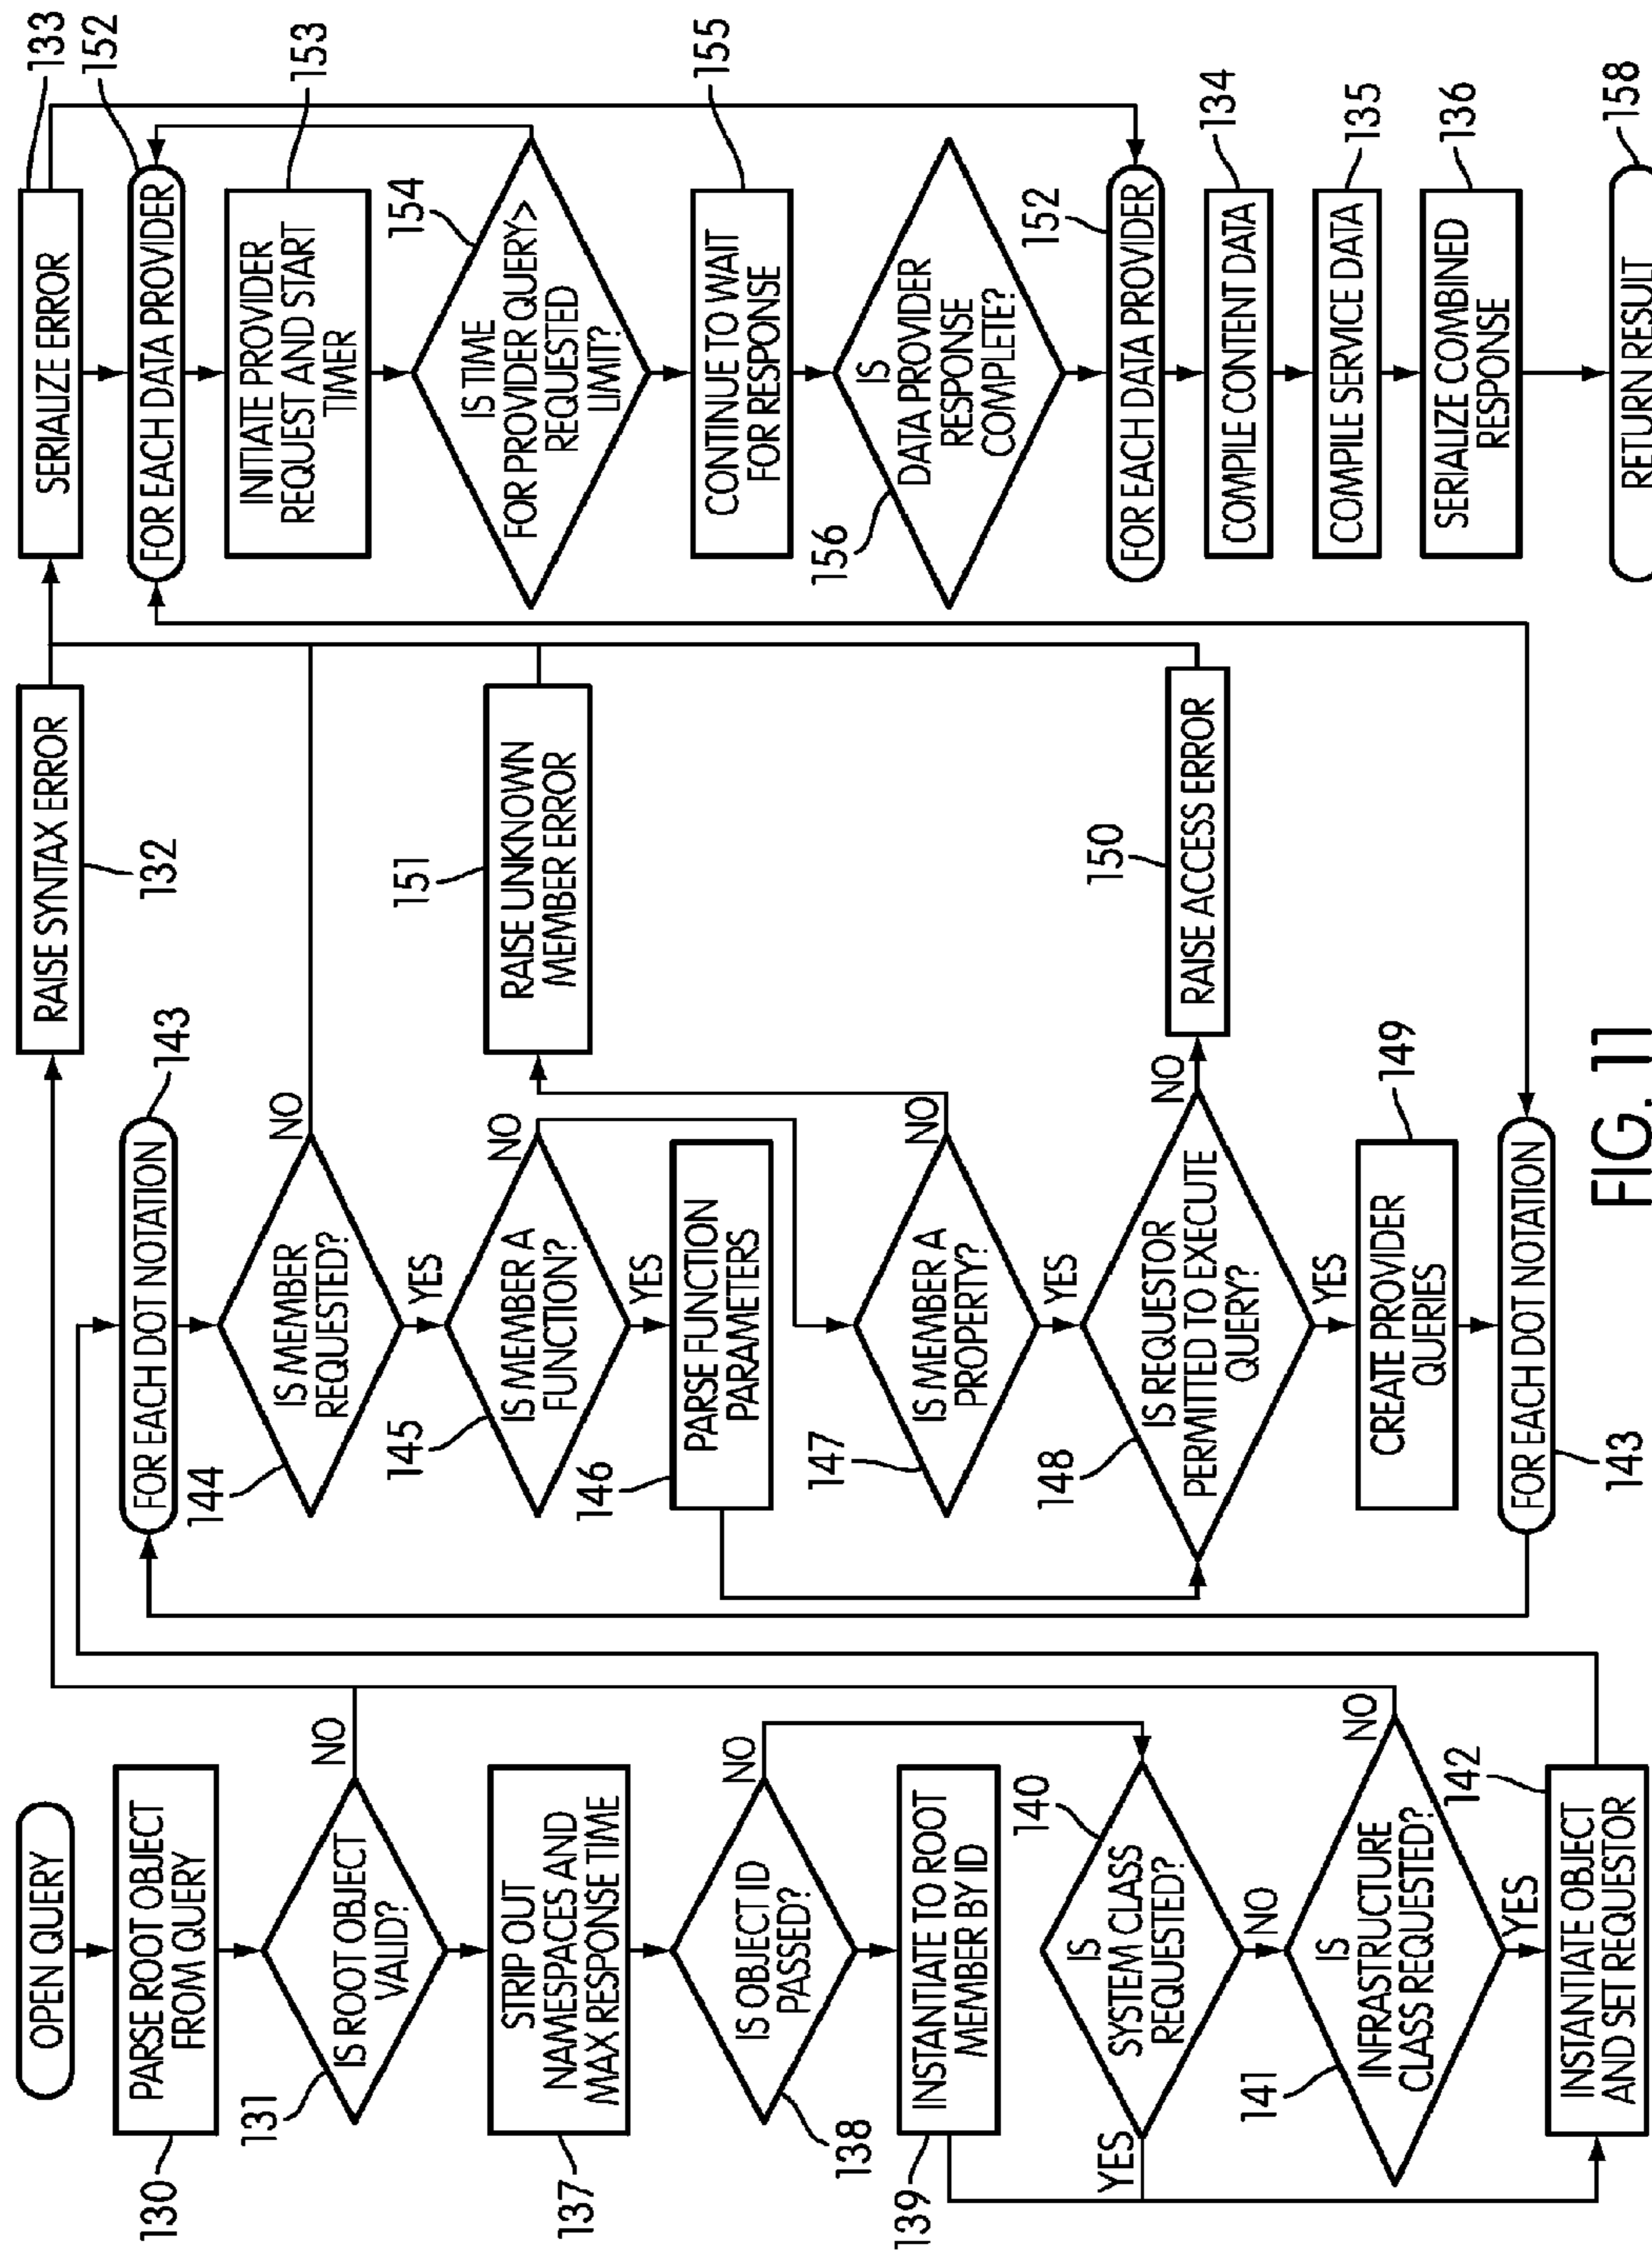 OPEN QUERY
PARSE ROOT OBJECT
FROM QUERY
130
IS ROOT OBJECT
VALID?
131
NO
STRIP OUT
NAMESPACES AND
MAX RESPONSE TIME
137
IS OBJECT ID
PASSED?
138
NO
INSTANTIATE TO ROOT
MEMBER BY ID
139
IS
SYSTEM CLASS
REQUESTED?
140
YES
NO
IS
INFRASTRUCTURE
CLASS REQUESTED?
141
NO
YES
INSTANTIATE OBJECT
AND SET REQUESTOR
142
RAISE SYNTAX ERROR
132
FOR EACH DOT NOTATION
143
IS MEMBER
REQUESTED?
144
NO
YES
IS MEMBER A
FUNCTION?
145
NO
YES
PARSE FUNCTION
PARAMETERS
146
IS MEMBER A
PROPERTY?
147
NO
YES
RAISE UNKNOWN
MEMBER ERROR
151
IS REQUESTOR
PERMITTED TO EXECUTE
QUERY?
148
NO
YES
RAISE ACCESS ERROR
150
CREATE PROVIDER
QUERIES
149
FOR EACH DOT NOTATION
143
SERIALIZE ERROR
133
FOR EACH DATA PROVIDER
152
INITIATE PROVIDER
REQUEST AND START
TIMER
153
IS TIME
FOR PROVIDER QUERY>
REQUESTED
LIMIT?
154
CONTINUE TO WAIT
FOR RESPONSE
155
IS
DATA PROVIDER
RESPONSE
COMPLETE?
156
FOR EACH DATA PROVIDER
152
COMPILE CONTENT DATA
134
COMPILE SERVICE DATA
135
SERIALIZE COMBINED
RESPONSE
136
RETURN RESULT
158
FIG. 11